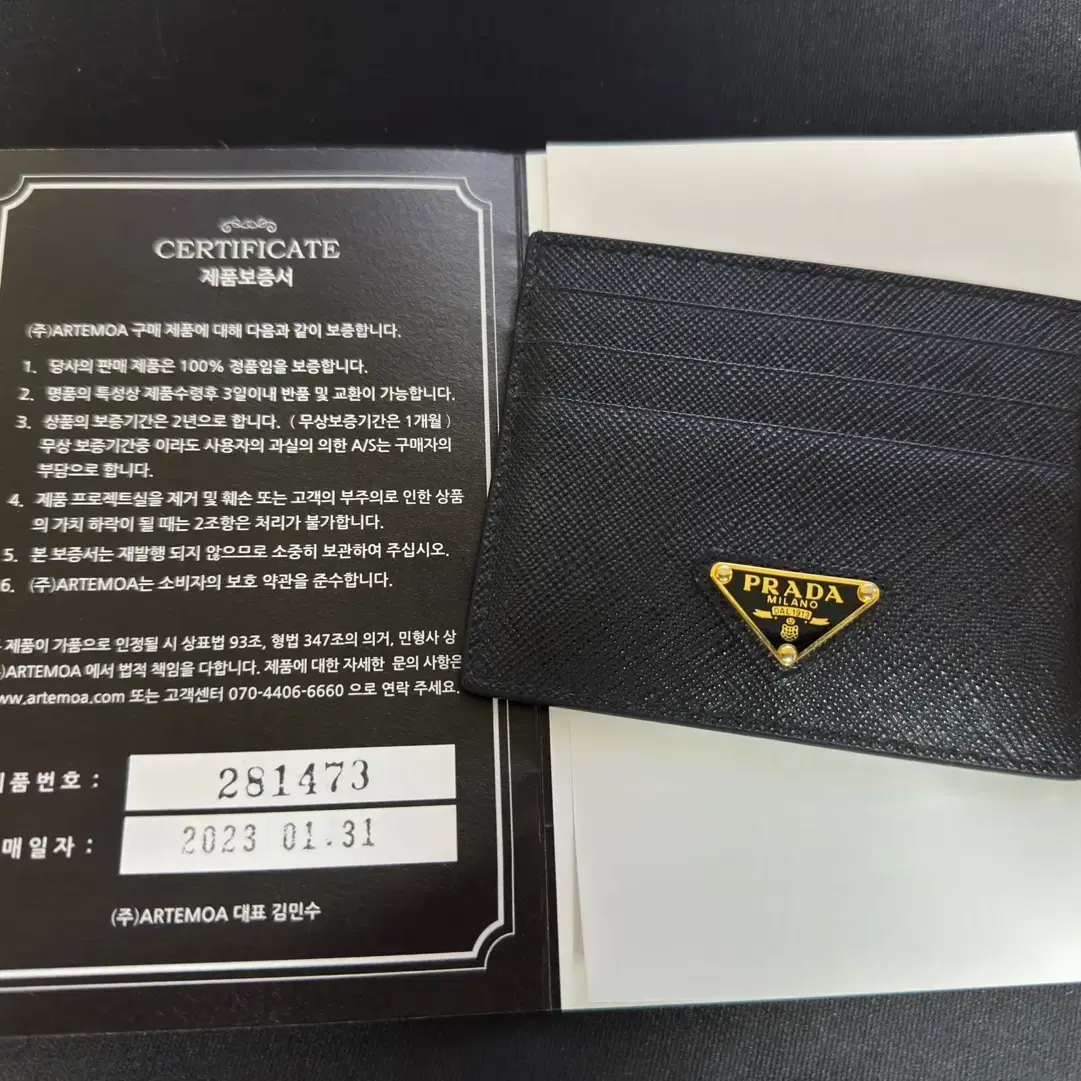 CERTIFICATE
제품보증서
(주)ARTEMOA 구매 제품에 대해 다음과 같이 보증합니다.
1. 당사의 판매 제품은 100% 정품임을 보증합니다.
2. 명품의 특성상 제품수령후 3일이내 반품 및 교환이 가능합니다.
3. 상품의 보증기간은 2년으로 합니다. ( 무상보증기간은 1개월 )
무상 보증기간중 이라도 사용자의 과실의 의한 A/S는 구매자의
부담으로 합니다.
4. 제품 프로젝트실을 제거 및 훼손 또는 고객의 부주의로 인한 상품
의 가치 하락이 될 때는 2조항은 처리가 불가합니다.
5. 본 보증서는 재발행 되지 않으므로 소중히 보관하여 주십시오.
6. (주)ARTEMOA는 소비자의 보호 약관을 준수합니다.
제품이 가품으로 인정될 시 상표법 93조, 형법 347조의 의거, 민형사 상
)ARTEMOA 에서 법적 책임을 다합니다. 제품에 대한 자세한 문의 사항은
ww.artemoa.com 또는 고객센터 070-4406-6660 으로 연락 주세요.
품번호 : 281473
매일자 : 2023 01.31
(주)ARTEMOA 대표 김민수
PRADA
MILANO
DAL 1913